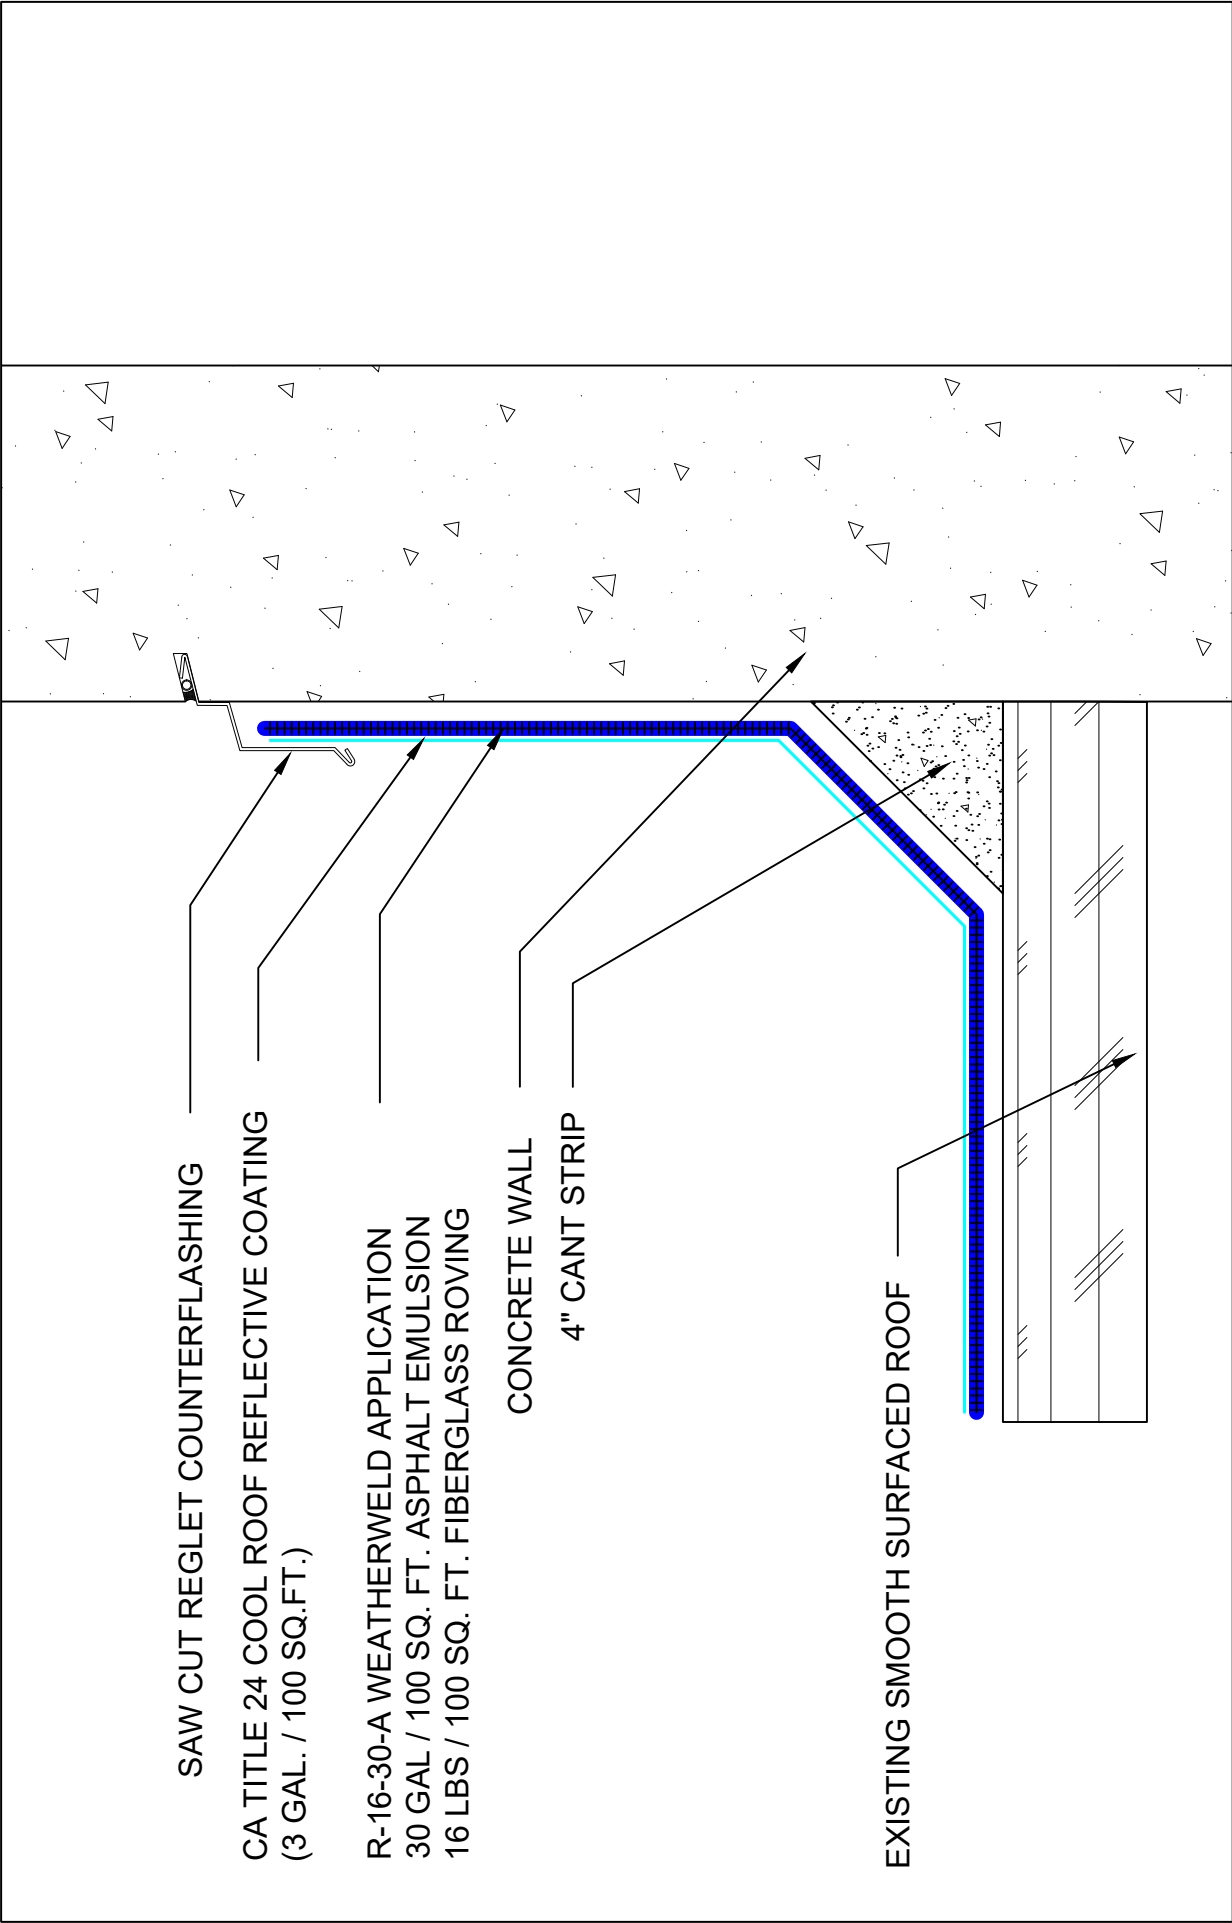 SAW CUT REGLET COUNTERFLASHING
CA TITLE 24 COOL ROOF REFLECTIVE COATING
(3 GAL. / 100 SQ.FT.)
R-16-30-A WEATHERWELD APPLICATION
30 GAL / 100 SQ. FT. ASPHALT EMULSION
16 LBS / 100 SQ. FT. FIBERGLASS ROVING
CONCRETE WALL
4" CANT STRIP
EXISTING SMOOTH SURFACED ROOF